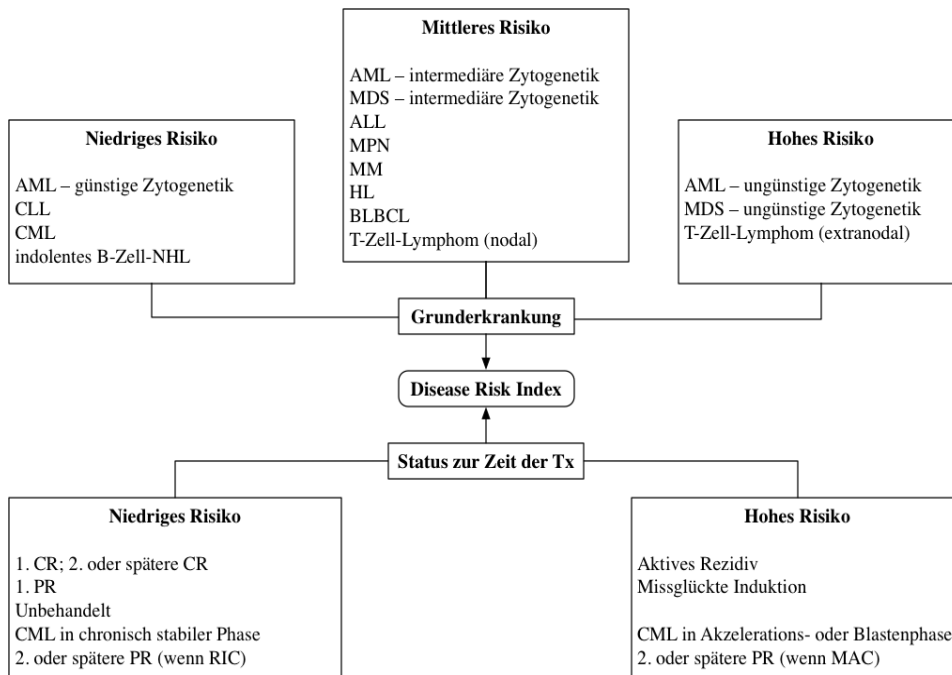 Mittleres Risiko
AML – intermediäre Zytogenetik
MDS – intermediäre Zytogenetik
ALL
MPN
MM
HL
BLBCL
T-Zell-Lymphom (nodal)
Niedriges Risiko
AML – günstige Zytogenetik
CLL
CML
indolentes B-Zell-NHL
Hohes Risiko
AML – ungünstige Zytogenetik
MDS – ungünstige Zytogenetik
T-Zell-Lymphom (extranodal)
Grunderkrankung
Disease Risk Index
Status zur Zeit der Tx
Niedriges Risiko
1. CR; 2. oder spätere CR
1. PR
Unbehandelt
CML in chronisch stabiler Phase
2. oder spätere PR (wenn RIC)
Hohes Risiko
Aktives Rezidiv
Missglückte Induktion
CML in Akzelerations- oder Blastenphase
2. oder spätere PR (wenn MAC)